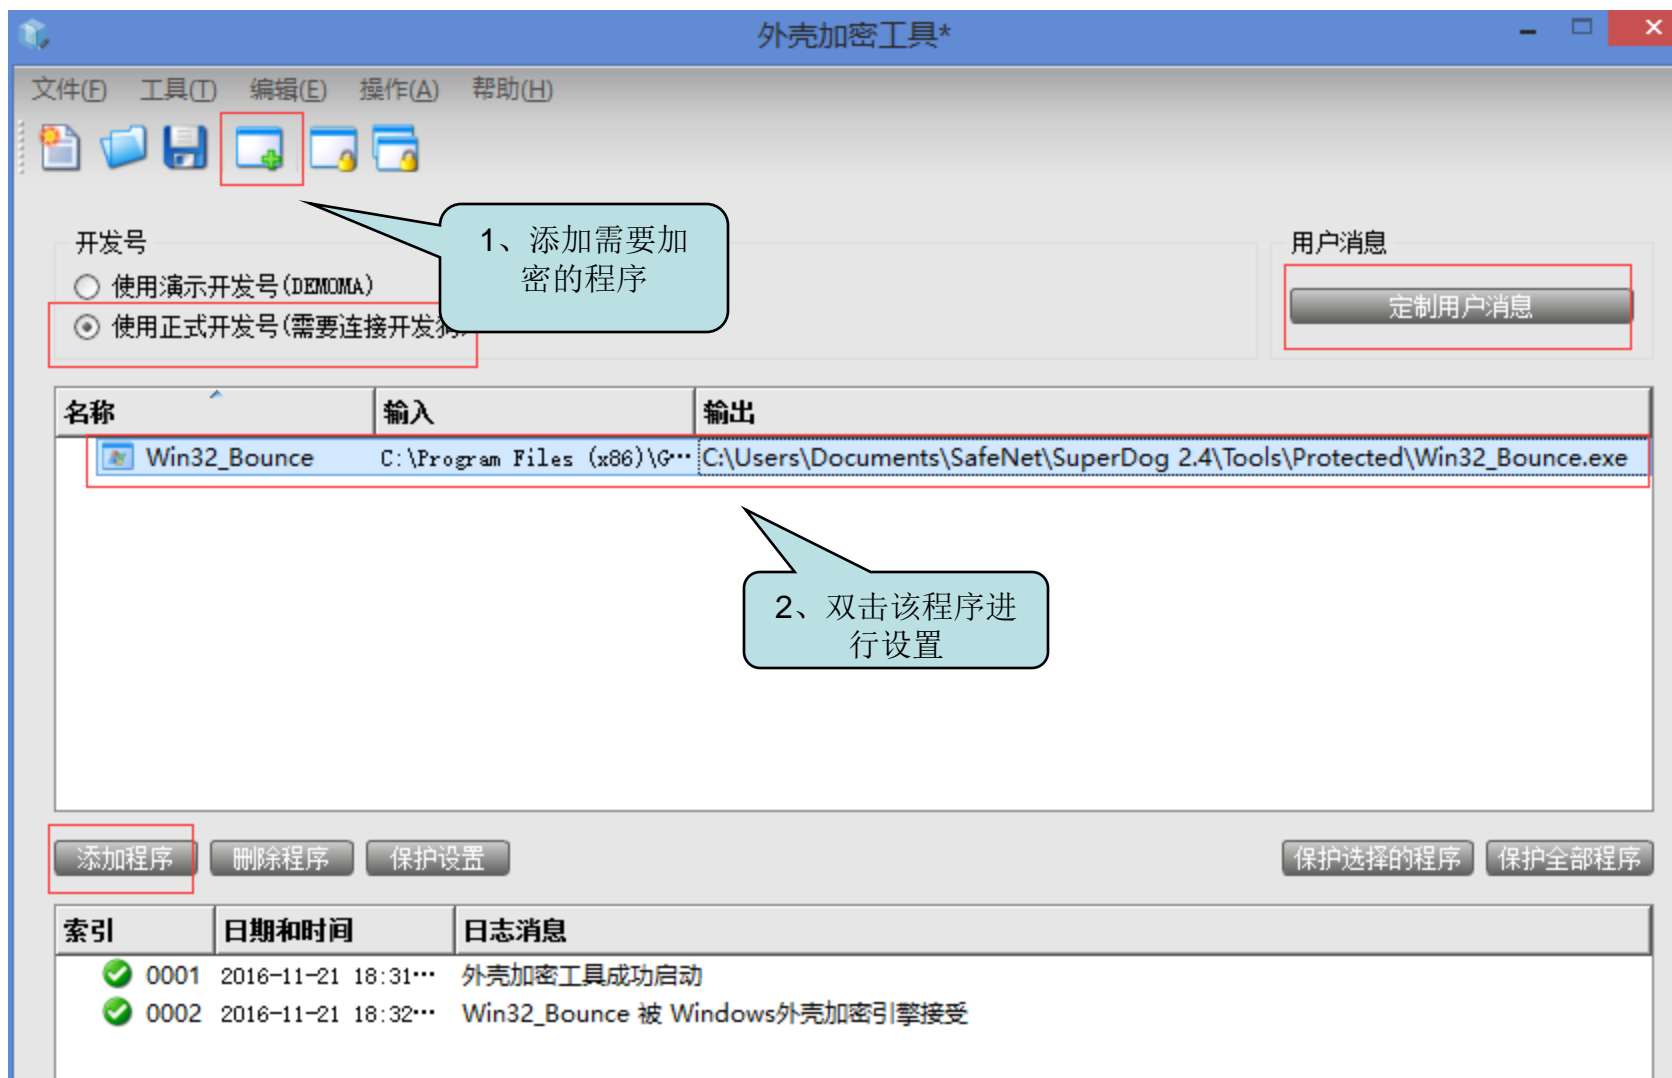 外壳加密工具*
文件(F) 工具(T) 编辑(E) 操作(A) 帮助(H)
1、添加需要加
密的程序
开发号
使用演示开发号(DEMOMA)
使用正式开发号(需要连接开发
用户消息
定制用户消息
名称 输入 输出
Win32_Bounce C:\Program Files (x86)\G… C:\Users\Documents\SafeNet\SuperDog 2.4\Tools\Protected\Win32_Bounce.exe
2、双击该程序进
行设置
添加程序 删除程序 保护设置 保护选择的程序 保护全部程序
索引 日期和时间 日志消息
0001 2016-11-21 18:31… 外壳加密工具成功启动
0002 2016-11-21 18:32… Win32_Bounce 被 Windows外壳加密引擎接受